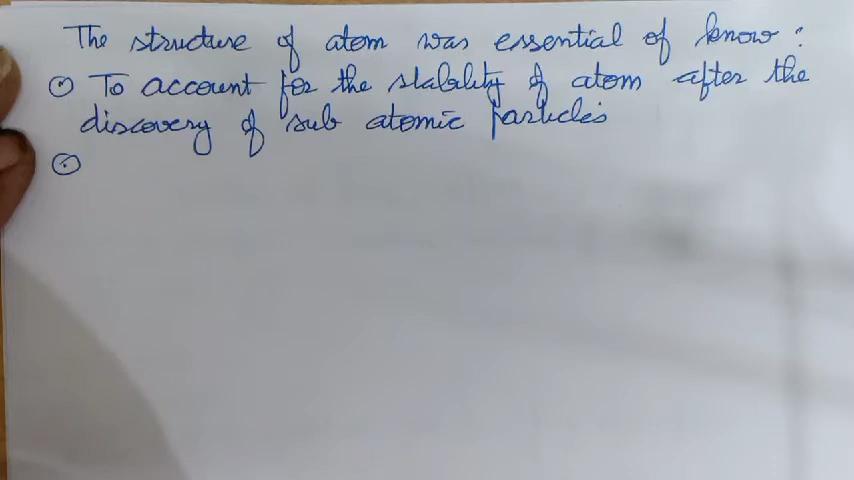 The structure of atom was essential of know :
⊙ To account for the stability of atom after the
discovery of sub atomic particles
⊙